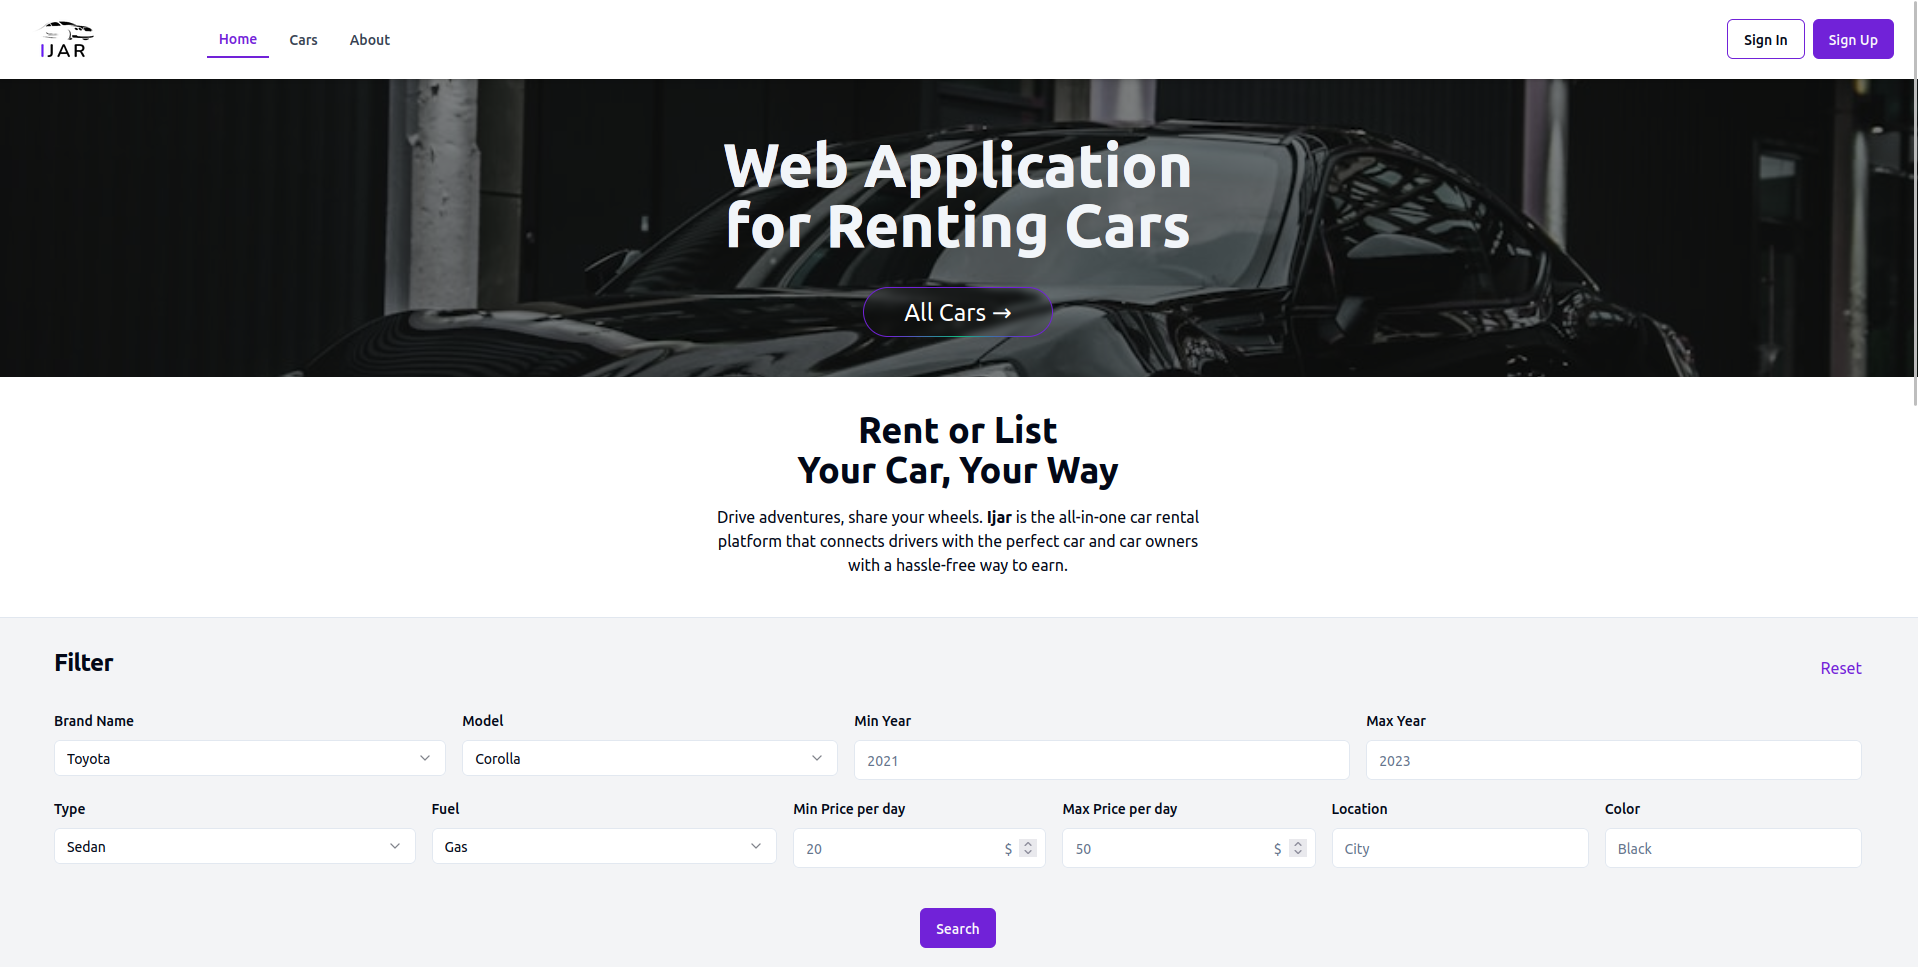 IJAR
Home Cars About
Sign In Sign Up
Web Application
for Renting Cars
All Cars →
Rent or List
Your Car, Your Way
Drive adventures, share your wheels. Ijar is the all-in-one car rental
platform that connects drivers with the perfect car and car owners
with a hassle-free way to earn.
Filter
Reset
Brand Name Model Min Year Max Year
Toyota Corolla 2021 2023
Type Fuel Min Price per day Max Price per day Location Color
Sedan Gas 20 $ 50 $ City Black
Search